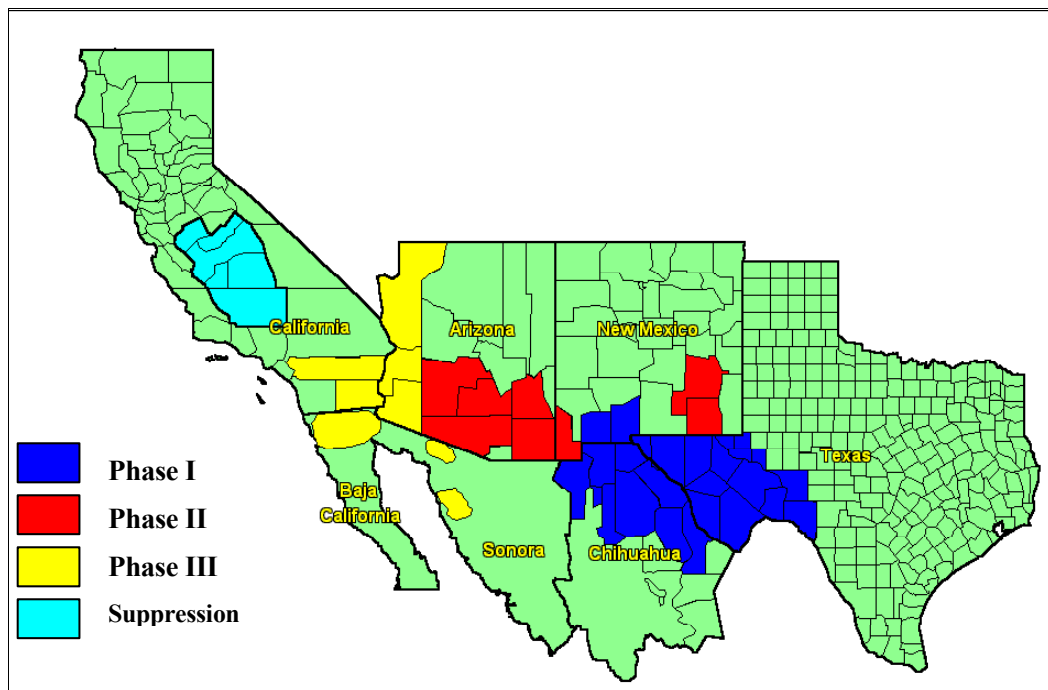 California
Arizona
New Mexico
Texas
Baja
California
Sonora
Chihuahua
Phase I
Phase II
Phase III
Suppression